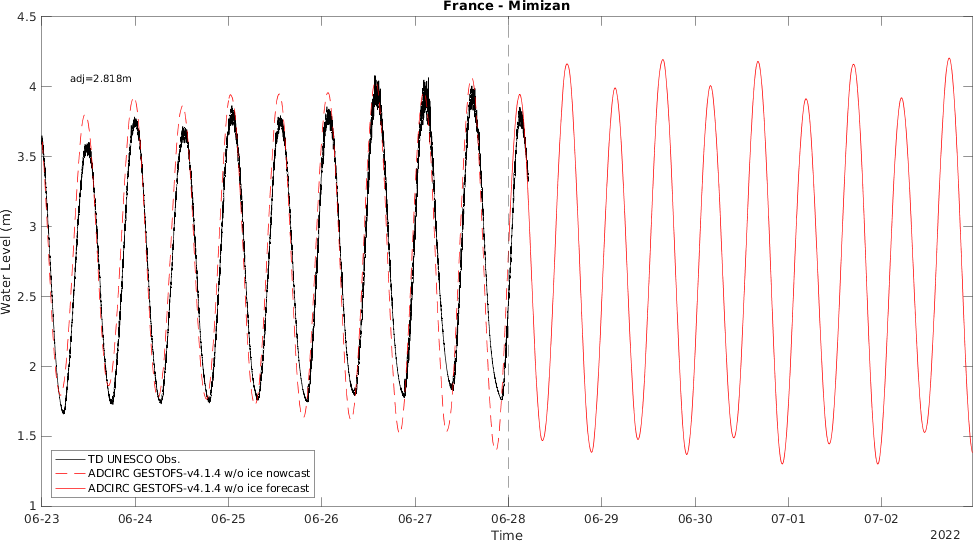 France - Mimizan
4.5
adj=2.818m
4
3.5
3
2.5
2
1.5
1
Water Level (m)
TD UNESCO Obs.
ADCIRC GESTOFS-v4.1.4 w/o ice nowcast
ADCIRC GESTOFS-v4.1.4 w/o ice forecast
06-23 06-24 06-25 06-26 06-27 06-28 06-29 06-30 07-01 07-02
Time
2022